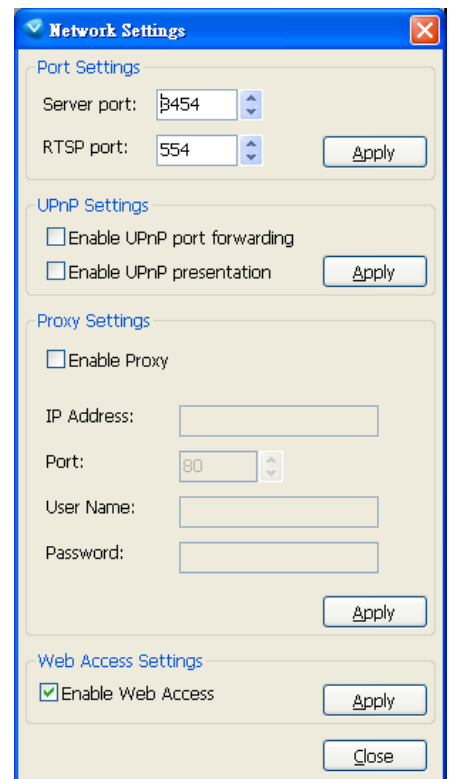 Network Settings
Port Settings
Server port: 3454
RTSP port: 554
Apply
UPnP Settings
Enable UPnP port forwarding
Enable UPnP presentation
Apply
Proxy Settings
Enable Proxy
IP Address:
Port: 80
User Name:
Password:
Apply
Web Access Settings
Enable Web Access
Apply
Close